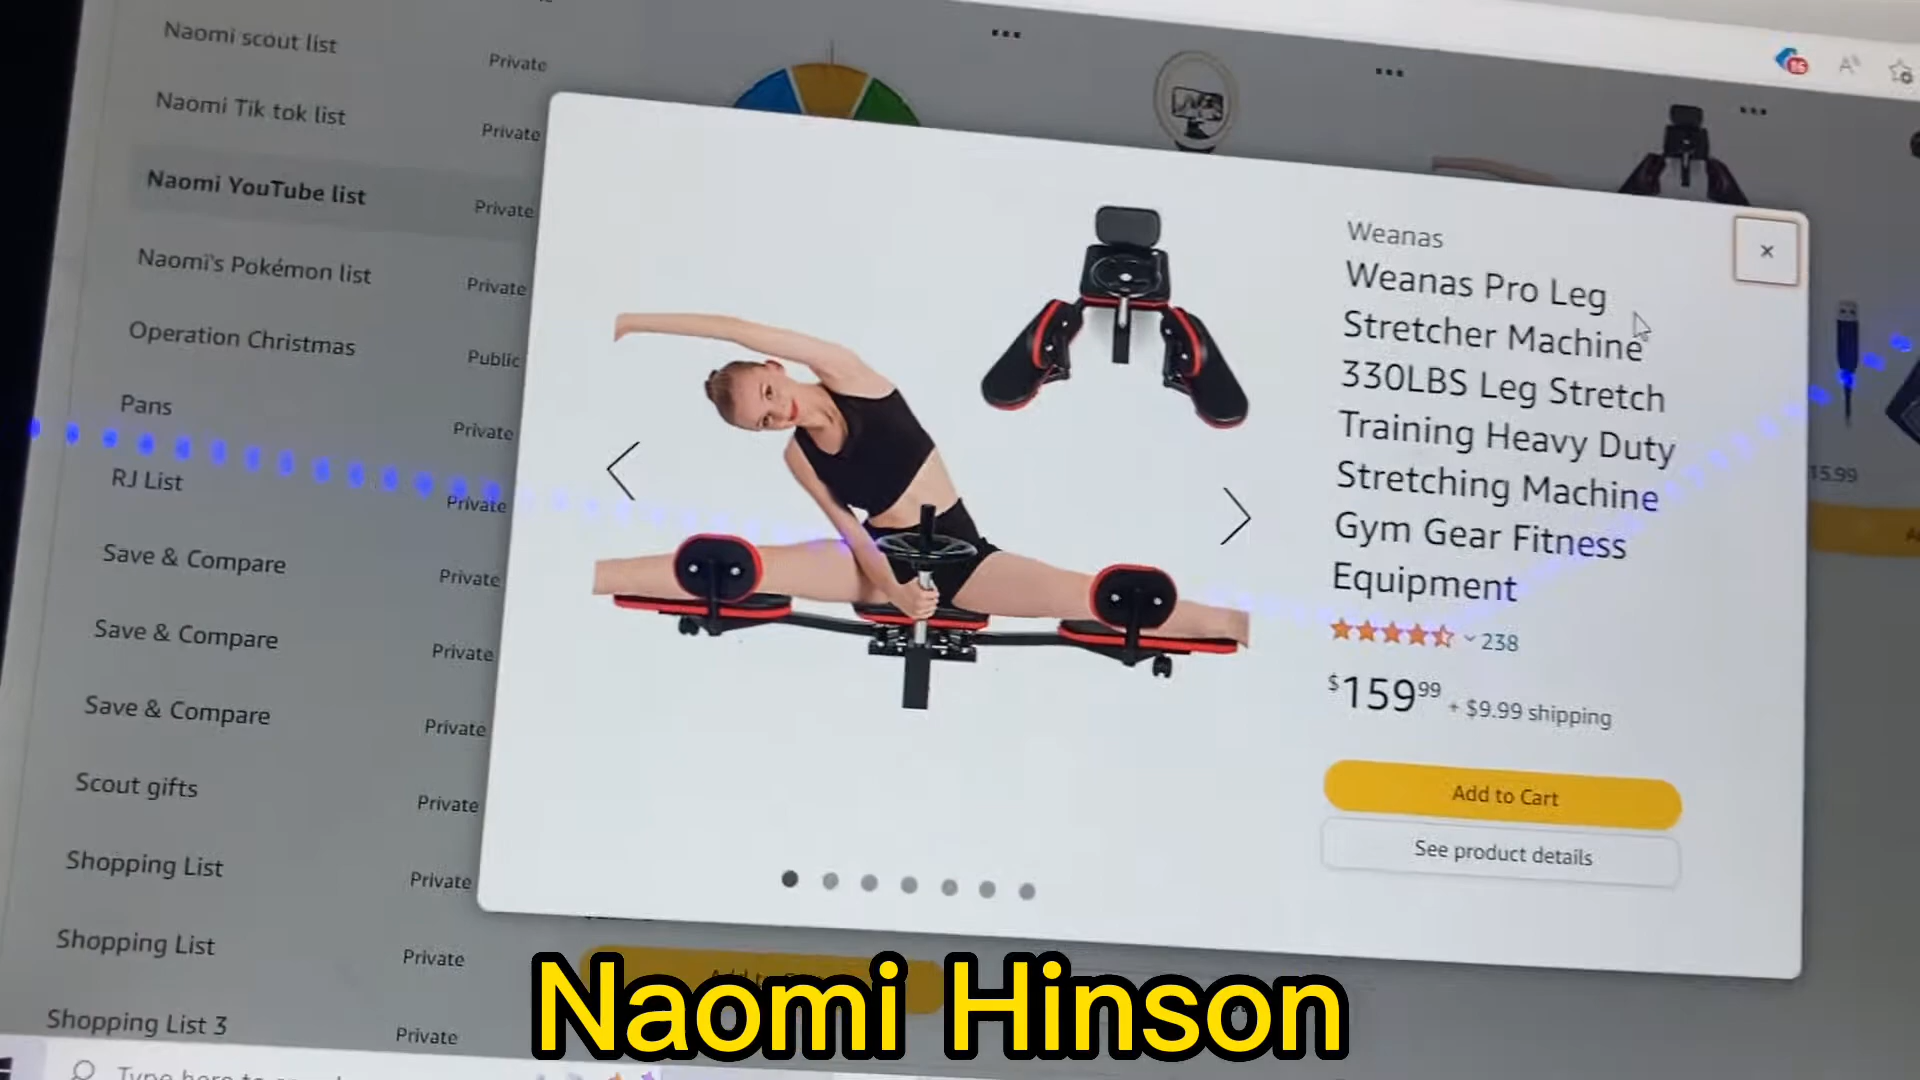 Naomi scout list
Private
Naomi Tik tok list
Private
Naomi YouTube list
Private
Naomi's Pokémon list
Private
Operation Christmas
Public
Pans
Private
RJ List
Private
Save & Compare
Private
Save & Compare
Private
Save & Compare
Private
Scout gifts
Private
Shopping List
Private
Shopping List
Private
Shopping List 3
Private
16
A
Weanas
Weanas Pro Leg
Stretcher Machine
330LBS Leg Stretch
Training Heavy Duty
Stretching Machine
Gym Gear Fitness
Equipment
238
$159.99 + $9.99 shipping
Add to Cart
See product details
15.99
Naomi Hinson